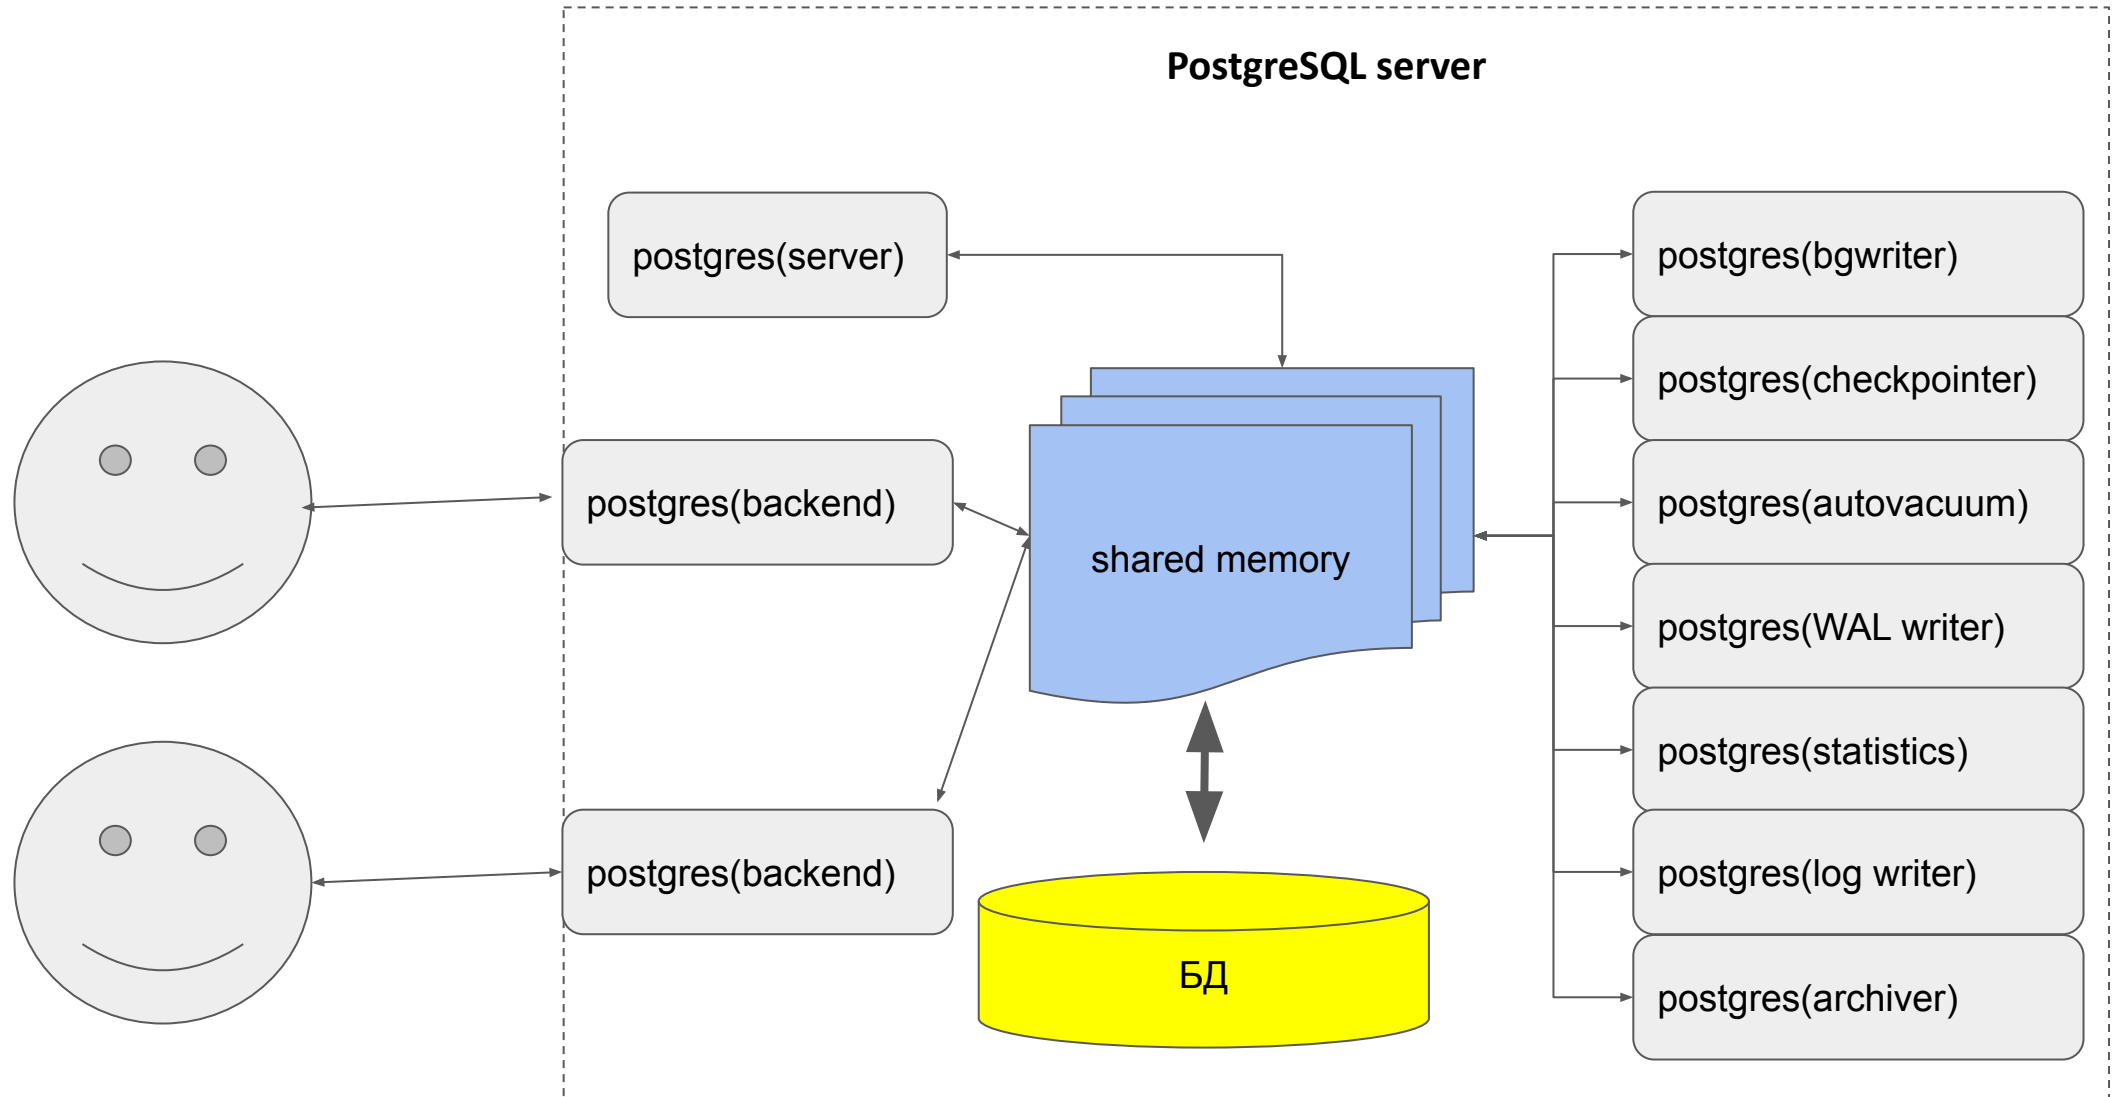 PostgreSQL server
postgres(server)
postgres(backend)
postgres(backend)
shared memory
БД
postgres(bgwriter)
postgres(checkpointer)
postgres(autovacuum)
postgres(WAL writer)
postgres(statistics)
postgres(log writer)
postgres(archiver)